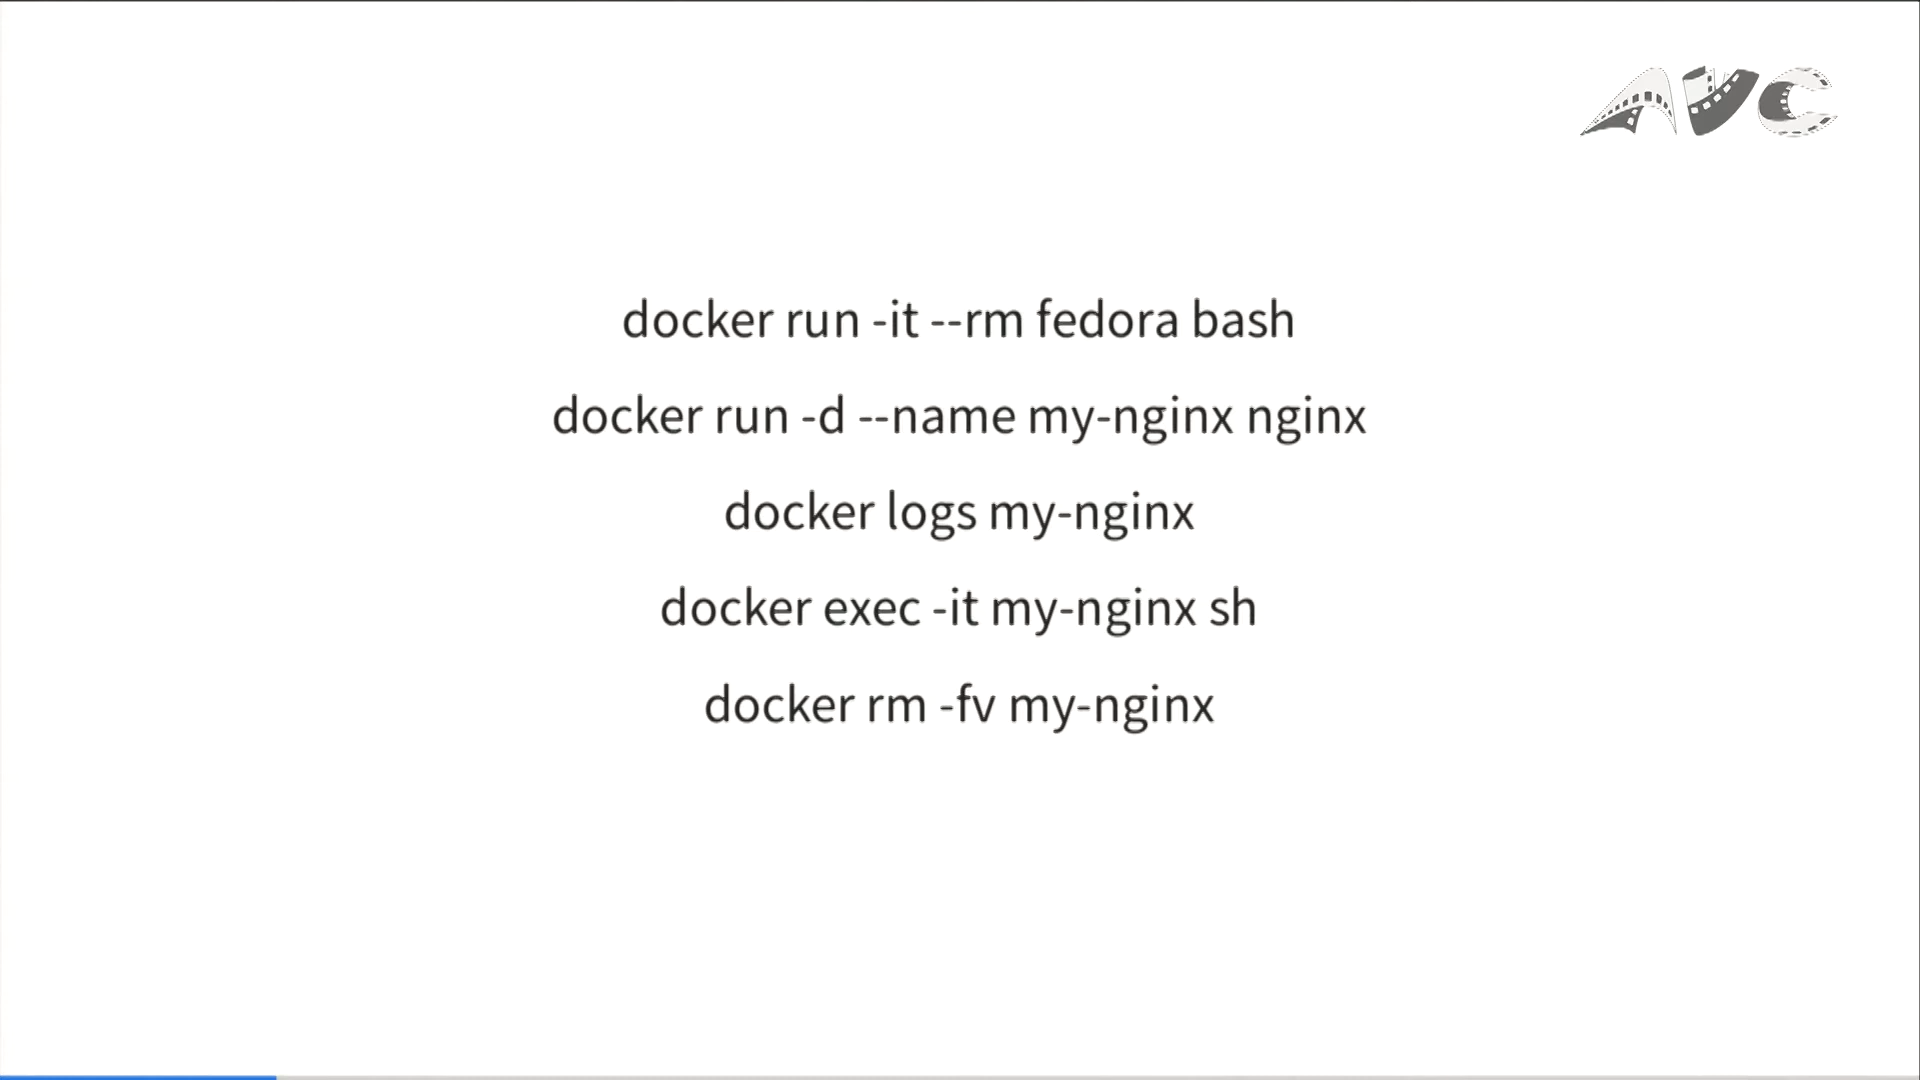 AVC
docker run -it --rm fedora bash
docker run -d --name my-nginx nginx
docker logs my-nginx
docker exec -it my-nginx sh
docker rm -fv my-nginx